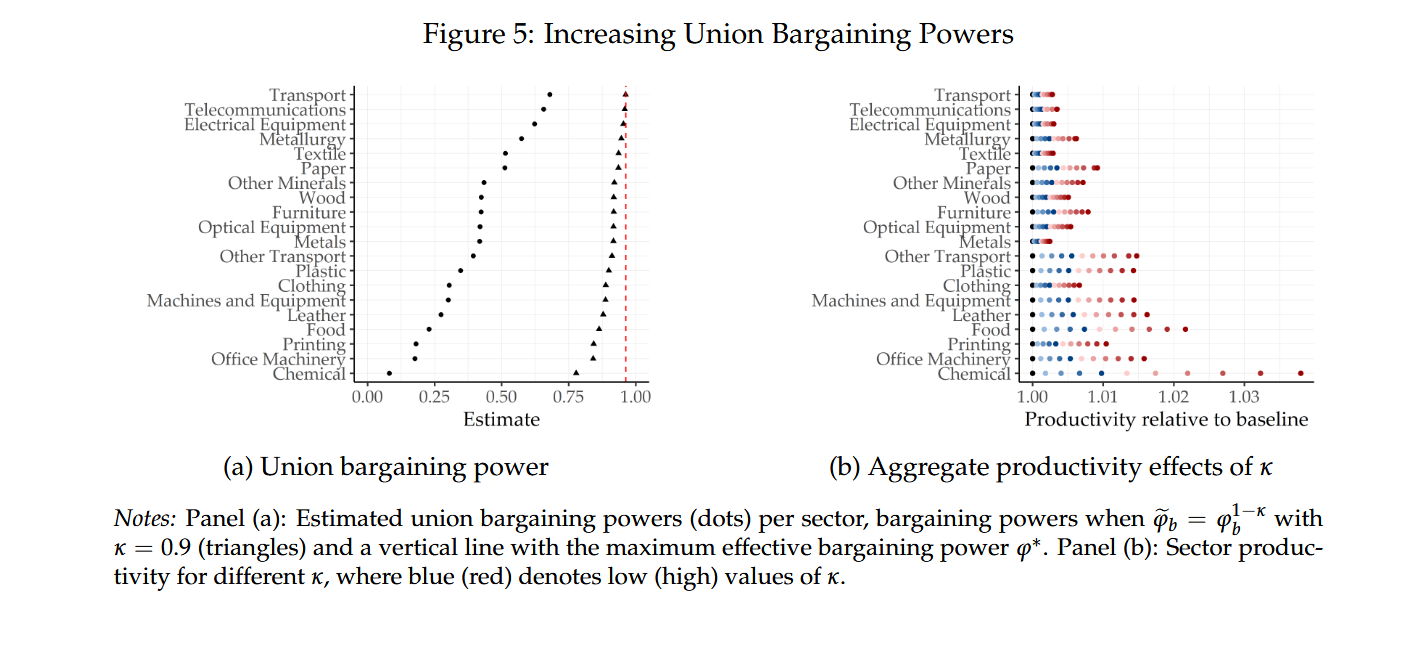 Figure 5: Increasing Union Bargaining Powers
Transport
Telecommunications
Electrical Equipment
Metallurgy
Textile
Paper
Other Minerals
Wood
Furniture
Optical Equipment
Metals
Other Transport
Plastic
Clothing
Machines and Equipment
Leather
Food
Printing
Office Machinery
Chemical
0.00 0.25 0.50 0.75 1.00
Estimate
(a) Union bargaining power
Transport
Telecommunications
Electrical Equipment
Metallurgy
Textile
Paper
Other Minerals
Wood
Furniture
Optical Equipment
Metals
Other Transport
Plastic
Clothing
Machines and Equipment
Leather
Food
Printing
Office Machinery
Chemical
1.00 1.01 1.02 1.03
Productivity relative to baseline
(b) Aggregate productivity effects of κ
Notes: Panel (a): Estimated union bargaining powers (dots) per sector, bargaining powers when φ̃_b = φ_b^{1−κ} with
κ = 0.9 (triangles) and a vertical line with the maximum effective bargaining power φ*. Panel (b): Sector produc-
tivity for different κ, where blue (red) denotes low (high) values of κ.